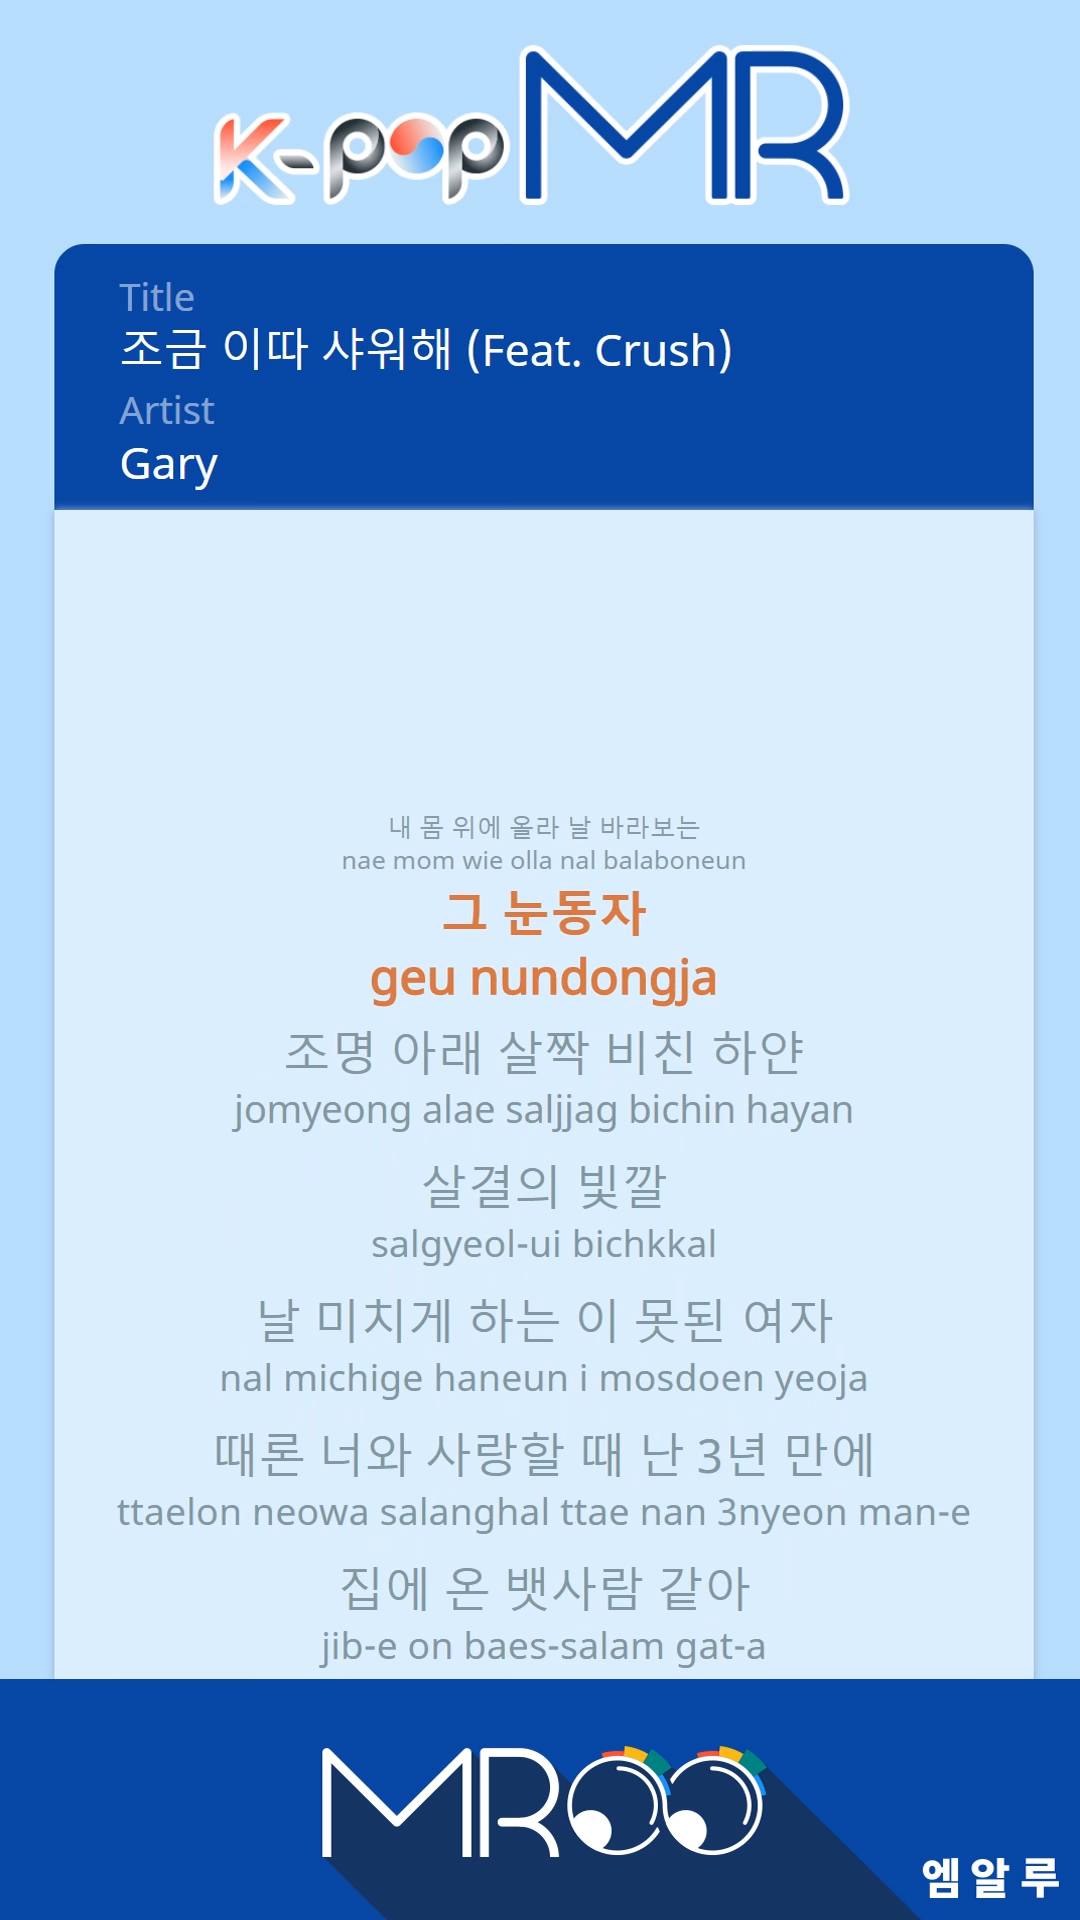 K-pop MR
Title
조금 이따 샤워해 (Feat. Crush)
Artist
Gary
내 몸 위에 올라 날 바라보는
nae mom wie olla nal balaboneun
그 눈동자
geu nundongja
조명 아래 살짝 비친 하얀
jomyeong alae saljjag bichin hayan
살결의 빛깔
salgyeol-ui bichkkal
날 미치게 하는 이 못된 여자
nal michige haneun i mosdoen yeoja
때론 너와 사랑할 때 난 3년 만에
ttaelon neowa salanghal ttae nan 3nyeon man-e
집에 온 뱃사람 같아
jib-e on baes-salam gat-a
MROO
엠알루